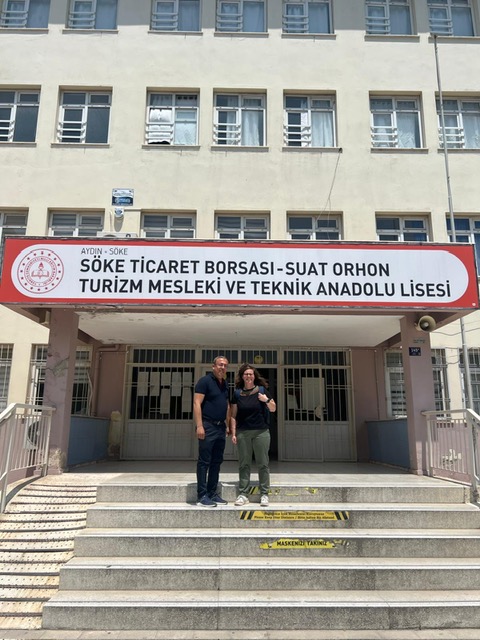 AYDIN - SÖKE
SÖKE TİCARET BORSASI - SUAT ORHON
TURİZM MESLEKİ VE TEKNİK ANADOLU LİSESİ
MASKENİZİ TAKINIZ